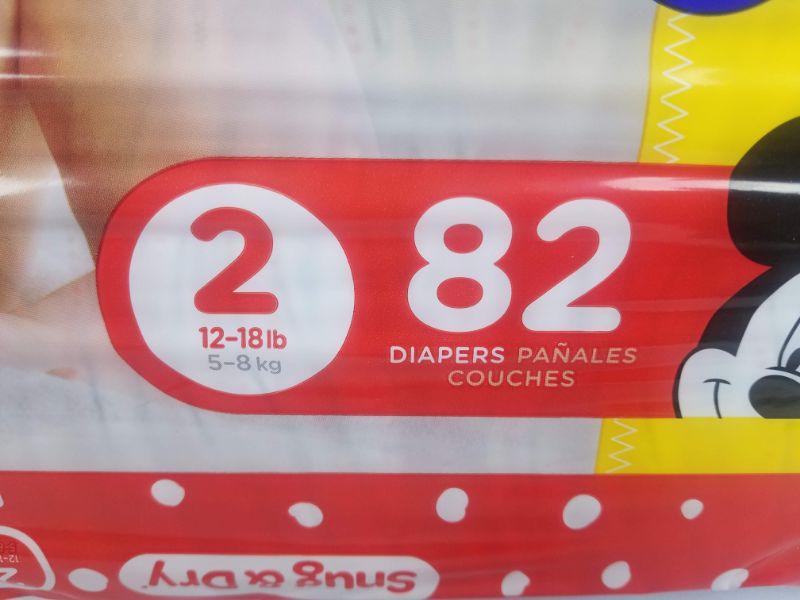 2
12-18 lb
5-8 kg
82
DIAPERS PAÑALES
COUCHES
Snug & Dry